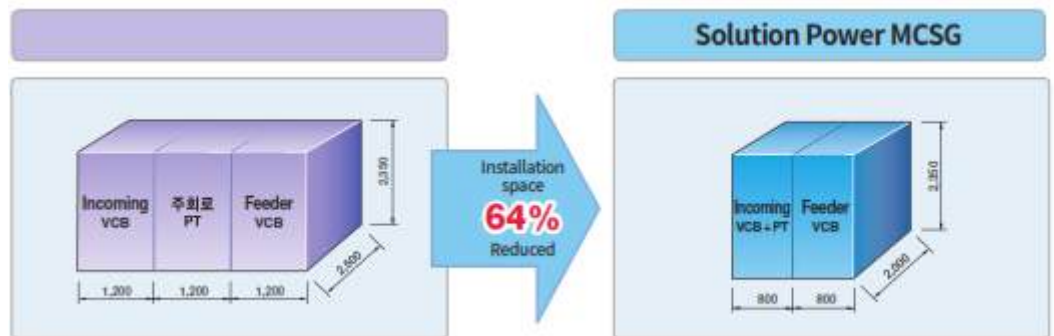 Solution Power MCSG
Incoming
VCB
주회로
PT
Feeder
VCB
2,350
2,500
1,200
1,200
1,200
Installation
space
64%
Reduced
Incoming
VCB+PT
Feeder
VCB
2,350
2,000
800
800